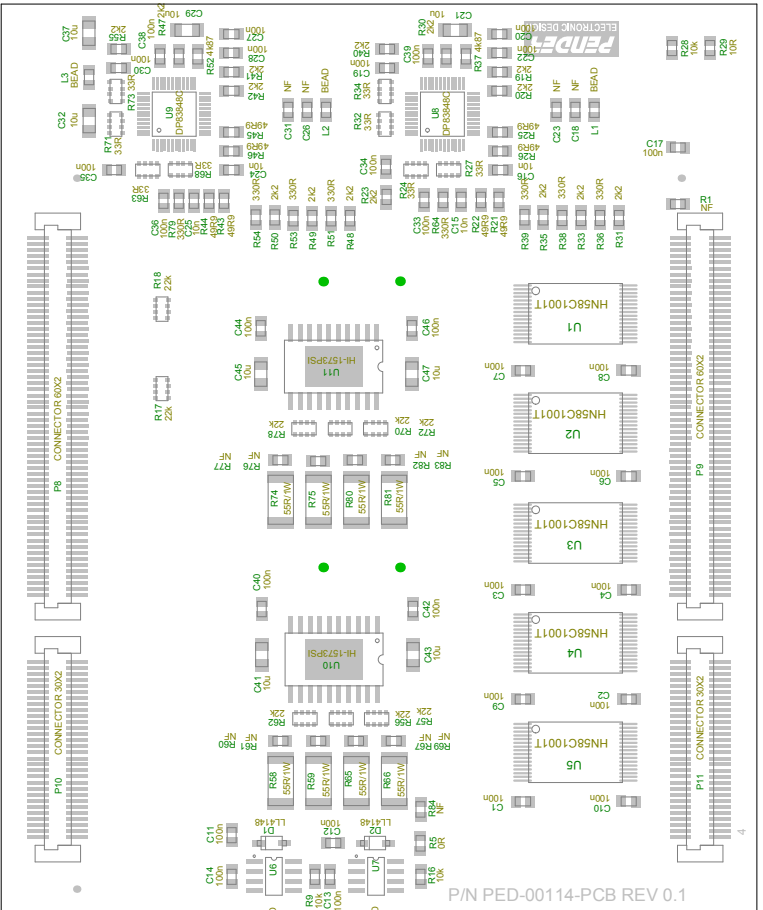 C37
10u
2k2
R55
100n
C38
R47
2k2
10u
C29
100n
C27
100n
C28
2k2
R41
2k2
R42
4k87
R52
100n
C30
L3
BEAD
33R
R73
C32
10u
R71
33R
U9
DP83848C
49R9
R45
49R9
R46
10n
C24
NF
C31
NF
C26
BEAD
L2
100n
C35
33R
R68
33R
R63
C36
100n
R79
330R
C25
10n
R44
49R9
R43
49R9
330R
R54
2k2
R50
330R
R53
2k2
R49
330R
R51
2k2
R48
R30
2k2
10u
C21
2k2
R40
C39
100n
100n
C19
R34
33R
R32
33R
4k87
R37
100n
C20
100n
C22
2k2
R19
2k2
R20
U8
DP83848C
49R9
R25
49R9
R26
10n
C16
NF
C23
NF
C18
BEAD
L1
PENDER
ELECTRONIC DESIGN
R28
10k
R29
10R
C17
100n
R1
NF
C34
100n
R23
2k2
R24
33R
R27
33R
C33
100n
R64
330R
C15
10n
R22
49R9
R21
49R9
330R
R39
2k2
R35
330R
R38
2k2
R33
330R
R36
2k2
R31
P8
CONNECTOR 60X2
R18
22k
R17
22k
C44
100n
C45
10u
HI-1573PSI
U11
C46
100n
C47
10u
22k
R78
22k
R70
22k
R72
NF
R77
NF
R76
NF
R82
NF
R83
R74
55R/1W
R75
55R/1W
R80
55R/1W
R81
55R/1W
HN58C1001T
U1
100n
C7
100n
C8
HN58C1001T
U2
100n
C5
100n
C6
HN58C1001T
U3
100n
C3
100n
C4
HN58C1001T
U4
100n
C9
C2
100n
HN58C1001T
U5
100n
C1
100n
C10
P9
CONNECTOR 60X2
C40
100n
C41
10u
HI-1573PSI
U10
C42
100n
C43
10u
22k
R62
22k
R56
22k
R57
NF
R60
NF
R61
NF
R67
NF
R69
R58
55R/1W
R59
55R/1W
R65
55R/1W
R66
55R/1W
P10
CONNECTOR 30X2
P11
CONNECTOR 30X2
C11
100n
LL4148
D1
100n
C12
LL4148
D2
R84
NF
R5
0R
C14
100n
U6
R9
10k
C13
100n
U7
R16
10k
4
P/N PED-00114-PCB REV 0.1